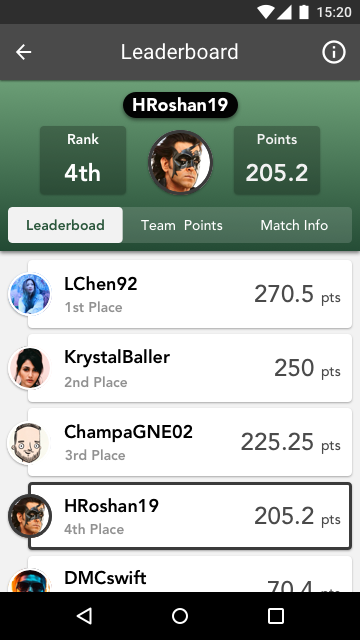 15:20
Leaderboard
HRoshan19
Rank
4th
Points
205.2
Leaderboad
Team Points
Match Info
LChen92
1st Place
270.5 pts
KrystalBaller
2nd Place
250 pts
ChampaGNE02
3rd Place
225.25 pts
HRoshan19
4th Place
205.2 pts
DMCswift
70.4